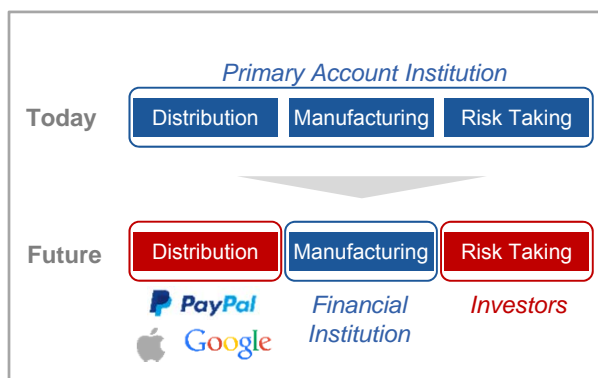 Primary Account Institution
Today
Distribution
Manufacturing
Risk Taking
Future
Distribution
Manufacturing
Risk Taking
PayPal
Google
Financial
Institution
Investors